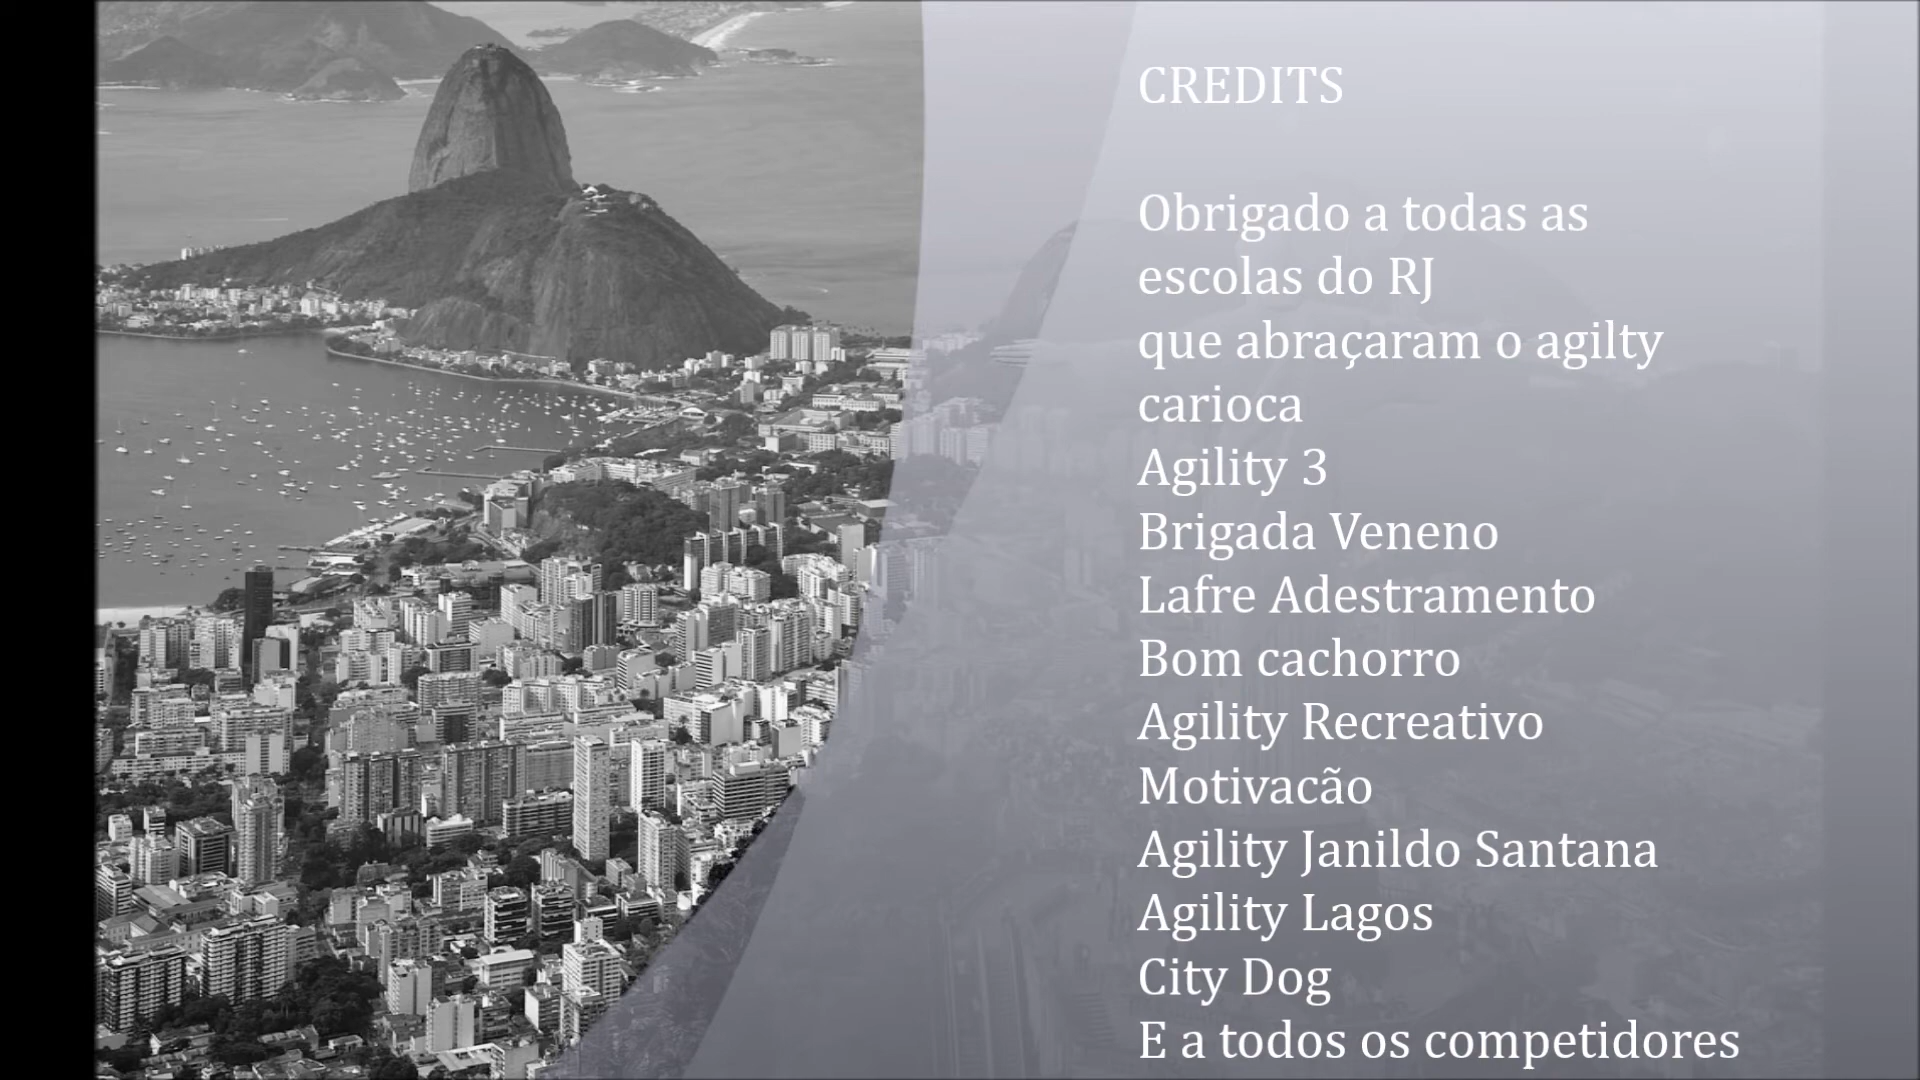 CREDITS
Obrigado a todas as
escolas do RJ
que abraçaram o agilty
carioca
Agility 3
Brigada Veneno
Lafre Adestramento
Bom cachorro
Agility Recreativo
Motivacão
Agility Janildo Santana
Agility Lagos
City Dog
E a todos os competidores